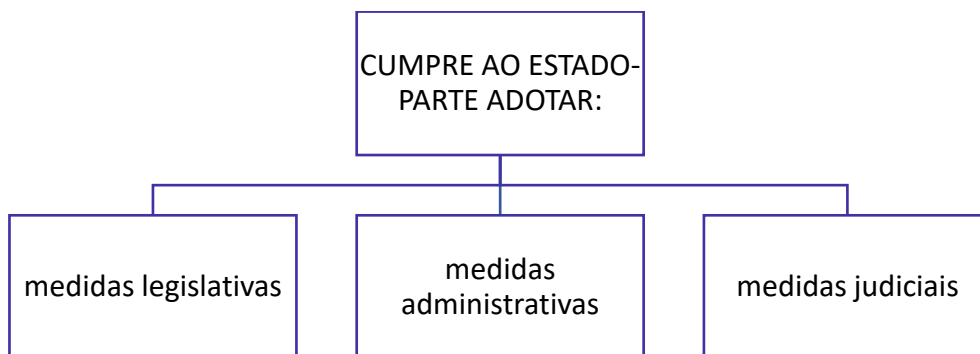 CUMPRE AO ESTADO-
PARTE ADOTAR:
medidas legislativas
medidas
administrativas
medidas judiciais